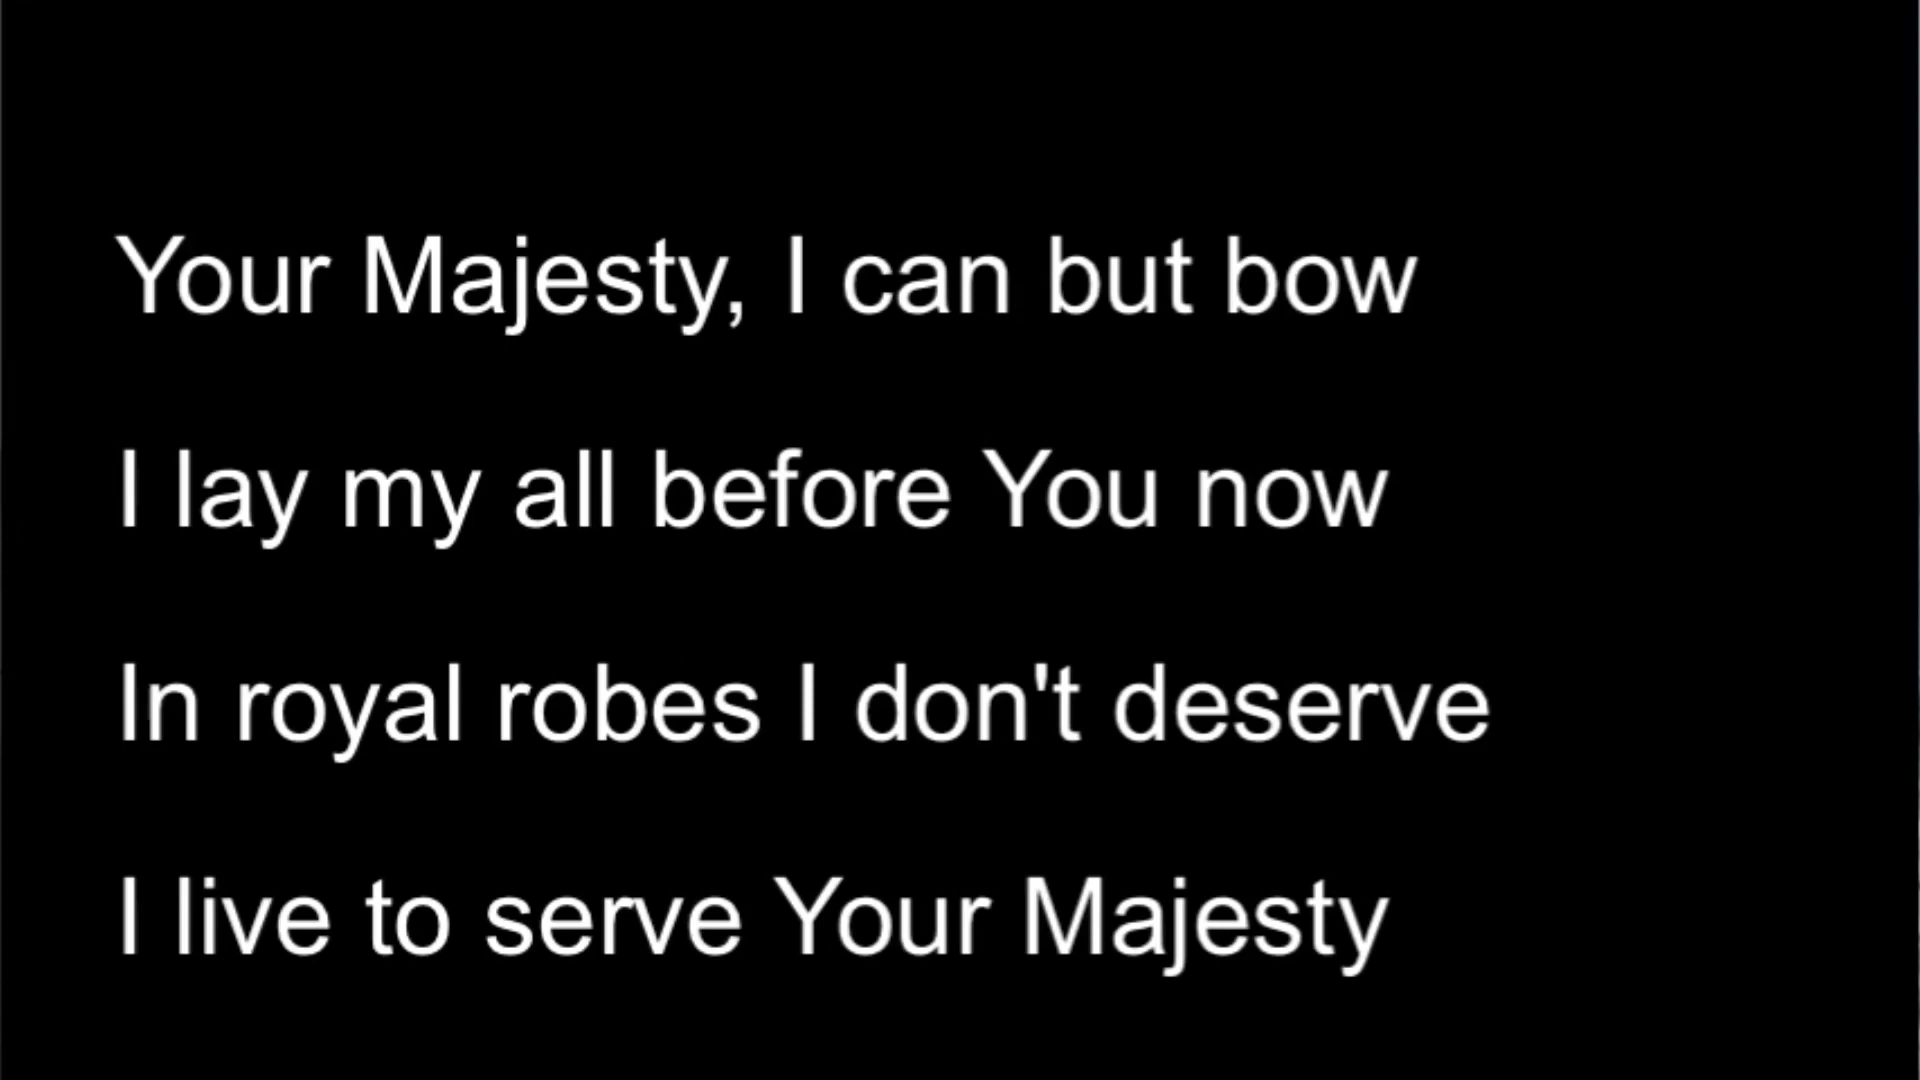 Your Majesty, I can but bow
I lay my all before You now
In royal robes I don't deserve
I live to serve Your Majesty